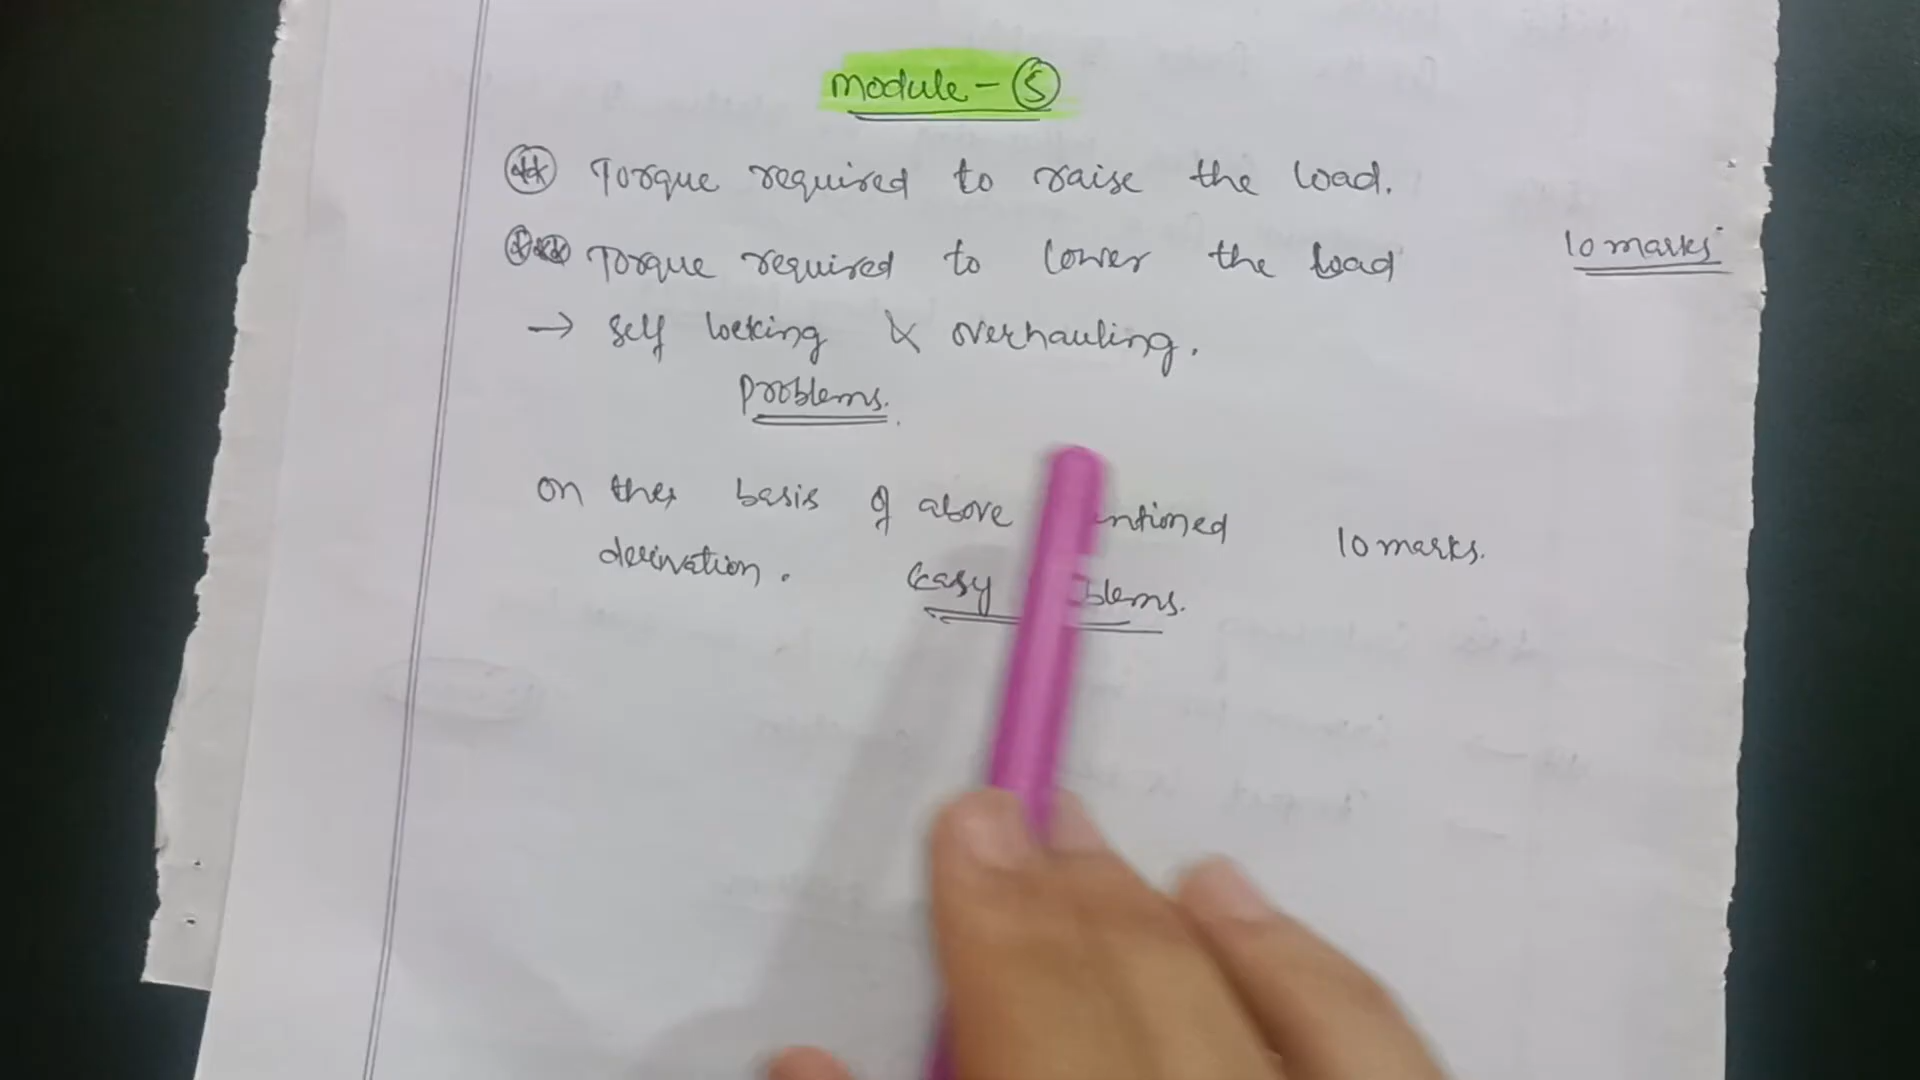 Module - 5
Torque required to raise the load.
Torque required to lower the load
10 marks
→ Self locking & overhauling.
Problems.
on the basis of above
10 marks.
derivation. Easy